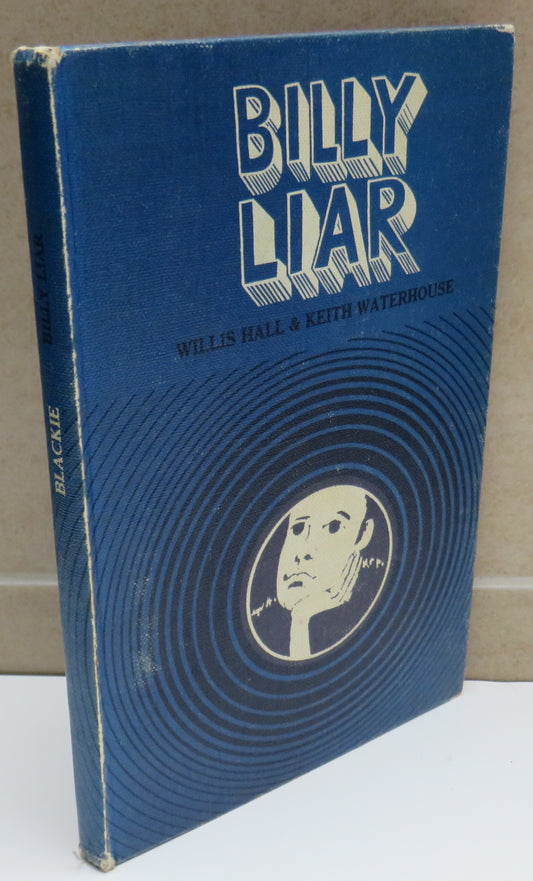 BILLY
LIAR
WILLIS HALL & KEITH WATERHOUSE
BILLY LIAR
BLACKIE